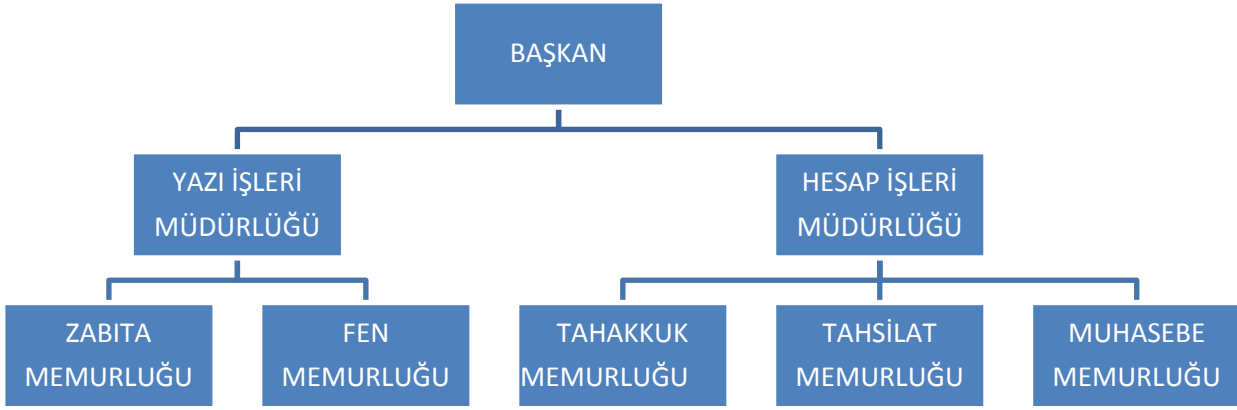 BAŞKAN
YAZI İŞLERİ
MÜDÜRLÜĞÜ
HESAP İŞLERİ
MÜDÜRLÜĞÜ
ZABITA
MEMURLUĞU
FEN
MEMURLUĞU
TAHAKKUK
MEMURLUĞU
TAHSİLAT
MEMURLUĞU
MUHASEBE
MEMURLUĞU